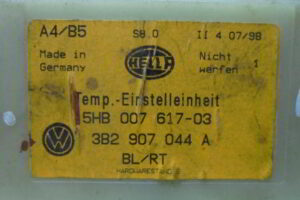 A4/B5 S8.0 II 4 07/98
Made in Germany
HELLA
Nicht werfen 1
Temp.-Einstelleinheit
5HB 007 617-03
3B2 907 044 A
BL/RT
HARDWARESTAND